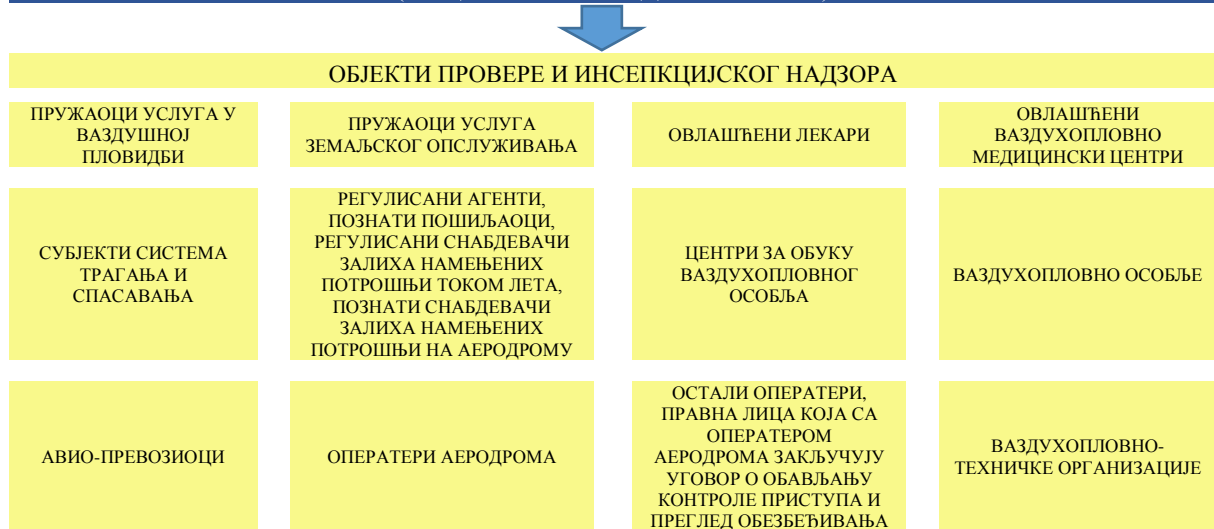 ОБЈЕКТИ ПРОВЕРЕ И ИНСЕПКЦИЈСКОГ НАДЗОРА
ПРУЖАОЦИ УСЛУГА У
ВАЗДУШНОЈ
ПЛОВИДБИ
ПРУЖАОЦИ УСЛУГА
ЗЕМАЉСКОГ ОПСЛУЖИВАЊА
ОВЛАШЋЕНИ ЛЕКАРИ
ОВЛАШЋЕНИ
ВАЗДУХОПЛОВНО
МЕДИЦИНСКИ ЦЕНТРИ
СУБЈЕКТИ СИСТЕМА
ТРАГАЊА И
СПАСАВАЊА
РЕГУЛИСАНИ АГЕНТИ,
ПОЗНАТИ ПОШИЉАОЦИ,
РЕГУЛИСАНИ СНАБДЕВАЧИ
ЗАЛИХА НАМЕЊЕНИХ
ПОТРОШЊИ ТОКОМ ЛЕТА,
ПОЗНАТИ СНАБДЕВАЧИ
ЗАЛИХА НАМЕЊЕНИХ
ПОТРОШЊИ НА АЕРОДРОМУ
ЦЕНТРИ ЗА ОБУКУ
ВАЗДУХОПЛОВНОГ
ОСОБЉА
ВАЗДУХОПЛОВНО ОСОБЉЕ
АВИО-ПРЕВОЗИОЦИ
ОПЕРАТЕРИ АЕРОДРОМА
ОСТАЛИ ОПЕРАТЕРИ,
ПРАВНА ЛИЦА КОЈА СА
ОПЕРАТЕРОМ
АЕРОДРОМА ЗАКЉУЧУЈУ
УГОВОР О ОБАВЉАЊУ
КОНТРОЛЕ ПРИСТУПА И
ПРЕГЛЕД ОБЕЗБЕЂИВАЊА
ВАЗДУХОПЛОВНО-
ТЕХНИЧКЕ ОРГАНИЗАЦИЈЕ